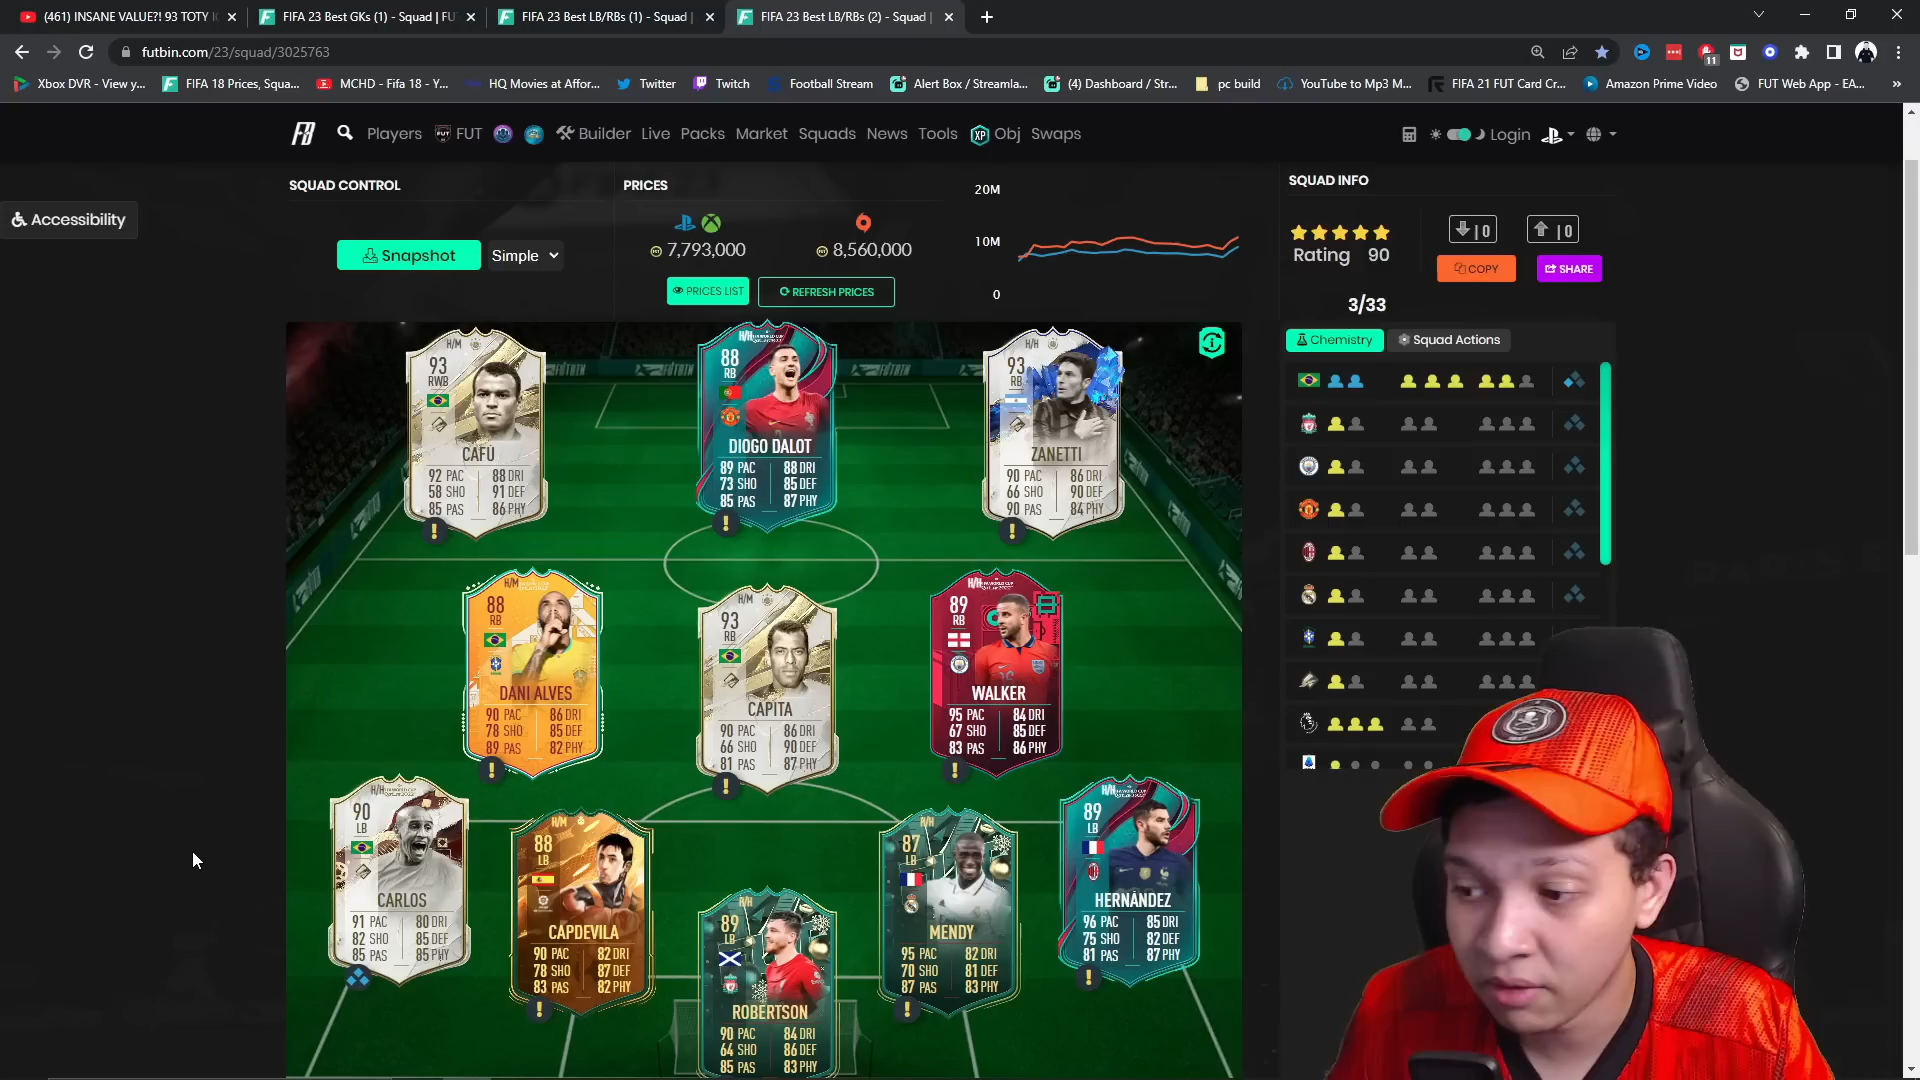 (461) INSANE VALUE?! 93 TOTY I
FIFA 23 Best GKs (1) - Squad | FU
FIFA 23 Best LB/RBs (1) - Squad |
FIFA 23 Best LB/RBs (2) - Squad |
futbin.com/23/squad/3025763
11
Xbox DVR - View y...
FIFA 18 Prices, Squa...
MCHD - Fifa 18 - Y...
HQ Movies at Affor...
Twitter
Twitch
Football Stream
Alert Box / Streamla...
(4) Dashboard / Str...
pc build
YouTube to Mp3 M...
FIFA 21 FUT Card Cr...
Amazon Prime Video
FUT Web App - EA...
Players
FUT
Builder
Live
Packs
Market
Squads
News
Tools
XP Obj
Swaps
Login
Accessibility
SQUAD CONTROL
Snapshot
Simple
PRICES
7,793,000
8,560,000
PRICES LIST
REFRESH PRICES
20M
10M
0
SQUAD INFO
Rating 90
| 0
| 0
COPY
SHARE
3/33
Chemistry
Squad Actions
H/M
93
RWB
CAFU
92 PAC 88 DRI
58 SHO 91 DEF
85 PAS 86 PHY
H/H
88
RB
DIOGO DALOT
89 PAC 88 DRI
73 SHO 85 DEF
85 PAS 87 PHY
H/H
93
RB
ZANETTI
90 PAC 86 DRI
66 SHO 90 DEF
90 PAS 84 PHY
H/M
88
RB
DANI ALVES
90 PAC 86 DRI
78 SHO 85 DEF
89 PAS 82 PHY
H/M
93
RB
CAPITA
90 PAC 86 DRI
66 SHO 90 DEF
81 PAS 87 PHY
H/H
89
RB
WALKER
95 PAC 84 DRI
67 SHO 85 DEF
83 PAS 86 PHY
H/H
90
LB
CARLOS
91 PAC 80 DRI
82 SHO 85 DEF
85 PAS 85 PHY
H/M
88
LB
CAPDEVILA
90 PAC 82 DRI
78 SHO 87 DEF
83 PAS 82 PHY
H/H
89
LB
ROBERTSON
90 PAC 84 DRI
64 SHO 86 DEF
85 PAS 83 PHY
H/H
87
LB
MENDY
95 PAC 82 DRI
70 SHO 81 DEF
87 PAS 83 PHY
H/H
89
LB
HERNÁNDEZ
96 PAC 85 DRI
75 SHO 82 DEF
81 PAS 87 PHY